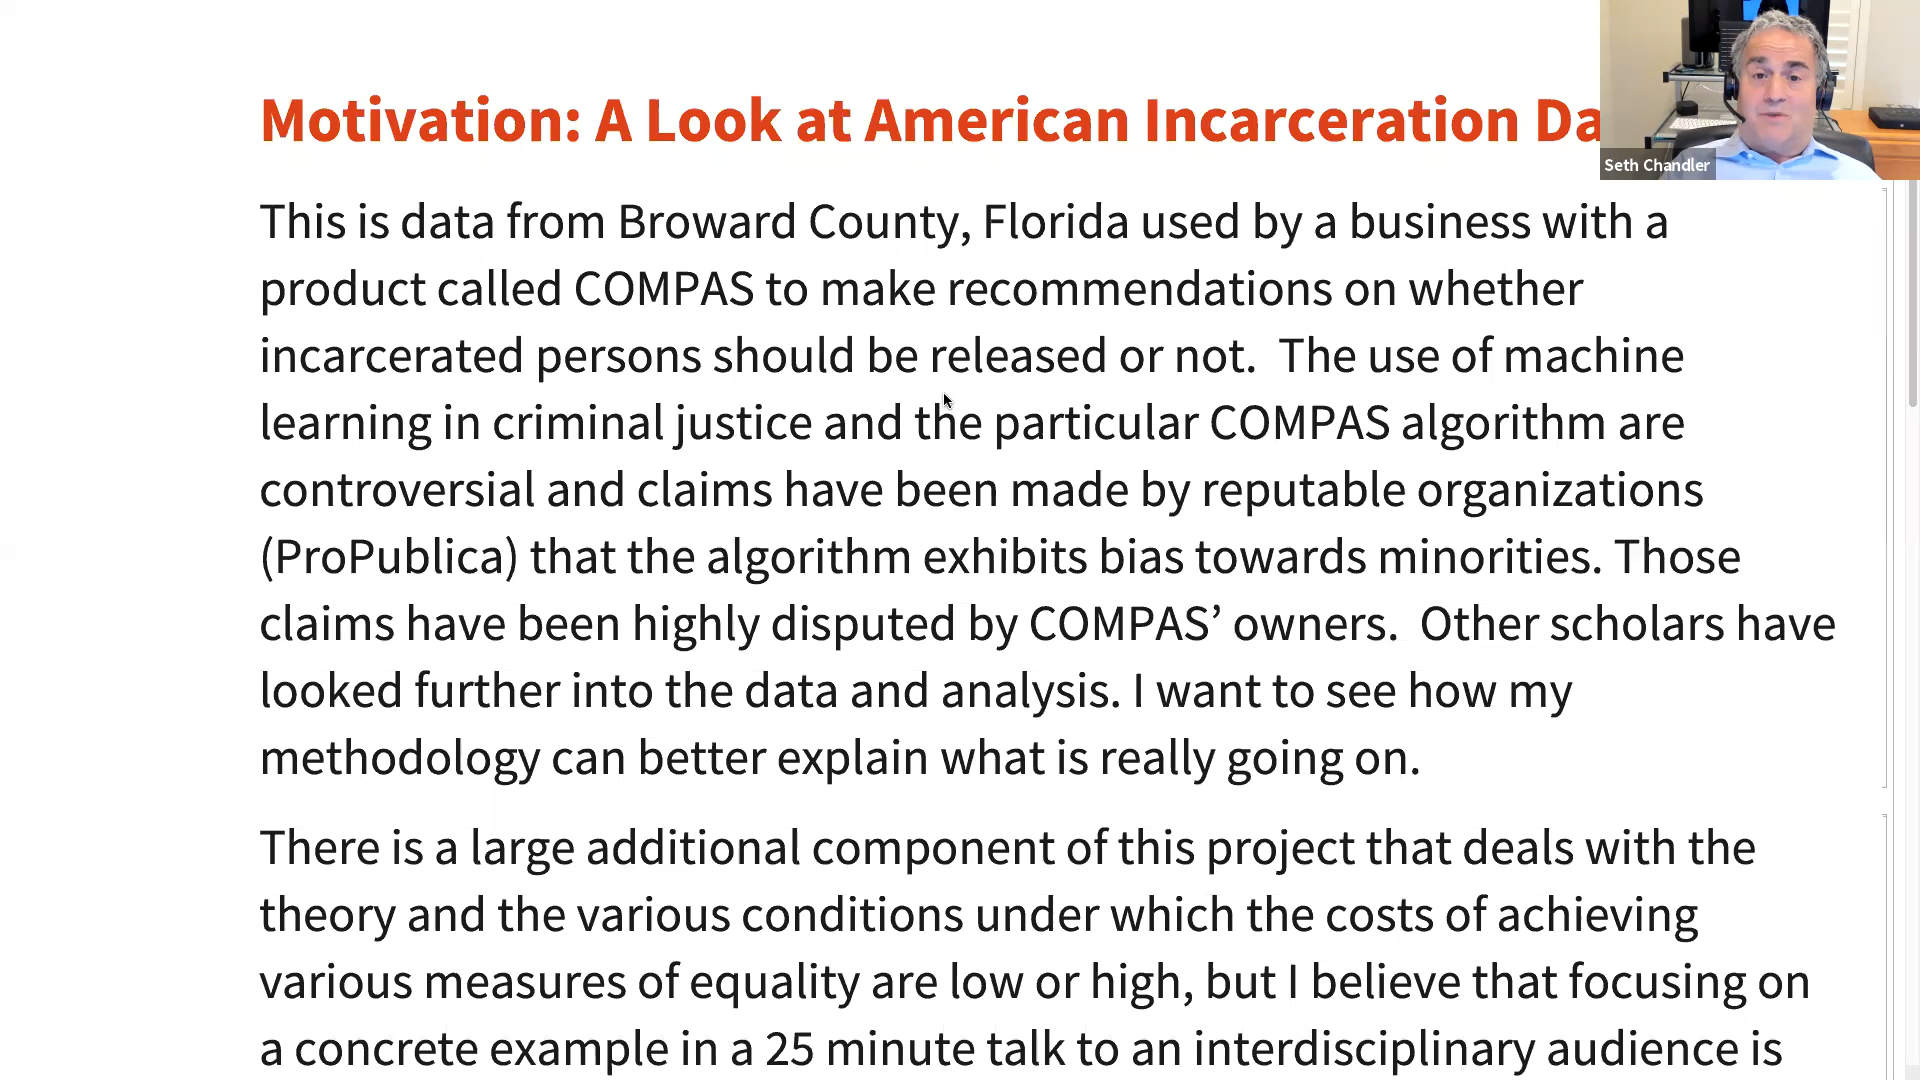 Motivation: A Look at American Incarceration Da
Seth Chandler
This is data from Broward County, Florida used by a business with a
product called COMPAS to make recommendations on whether
incarcerated persons should be released or not.  The use of machine
learning in criminal justice and the particular COMPAS algorithm are
controversial and claims have been made by reputable organizations
(ProPublica) that the algorithm exhibits bias towards minorities. Those
claims have been highly disputed by COMPAS’ owners.  Other scholars have
looked further into the data and analysis. I want to see how my
methodology can better explain what is really going on.
There is a large additional component of this project that deals with the
theory and the various conditions under which the costs of achieving
various measures of equality are low or high, but I believe that focusing on
a concrete example in a 25 minute talk to an interdisciplinary audience is